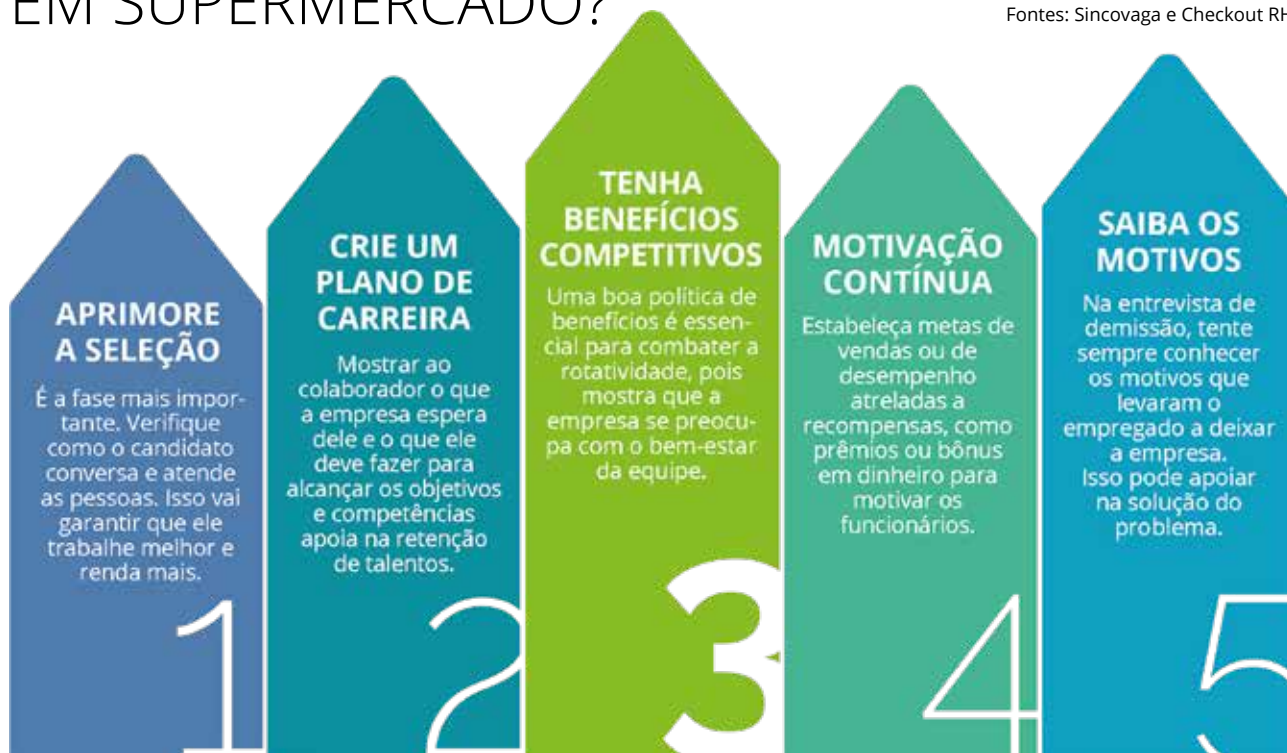 EM SUPERMERCADO?
Fontes: Sincovaga e Checkout RH
APRIMORE
A SELEÇÃO
É a fase mais impor-
tante. Verifique
como o candidato
conversa e atende
as pessoas. Isso vai
garantir que ele
trabalhe melhor e
renda mais.
1
CRIE UM
PLANO DE
CARREIRA
Mostrar ao
colaborador o que
a empresa espera
dele e o que ele
deve fazer para
alcançar os objetivos
e competências
apoia na retenção
de talentos.
2
TENHA
BENEFÍCIOS
COMPETITIVOS
Uma boa política de
benefícios é essen-
cial para combater a
rotatividade, pois
mostra que a
empresa se preocu-
pa com o bem-estar
da equipe.
3
MOTIVAÇÃO
CONTÍNUA
Estabeleça metas de
vendas ou de
desempenho
atreladas a
recompensas, como
prêmios ou bônus
em dinheiro para
motivar os
funcionários.
4
SAIBA OS
MOTIVOS
Na entrevista de
demissão, tente
sempre conhecer
os motivos que
levaram o
empregado a deixar
a empresa.
Isso pode apoiar
na solução do
problema.
5